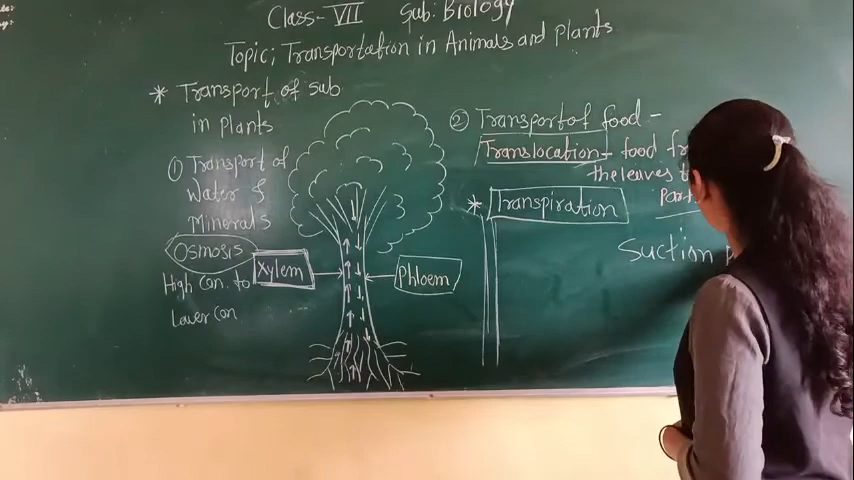 Class-VII Sub: Biology
Topic; Transportation in Animals and Plants
* Transport of sub
in plants
① Transport of
Water &
Minerals
Osmosis
High Con. to
Lower Con
Xylem
Phloem
② Transport of food -
Translocation - food
the leaves
* Transpiration
Suction